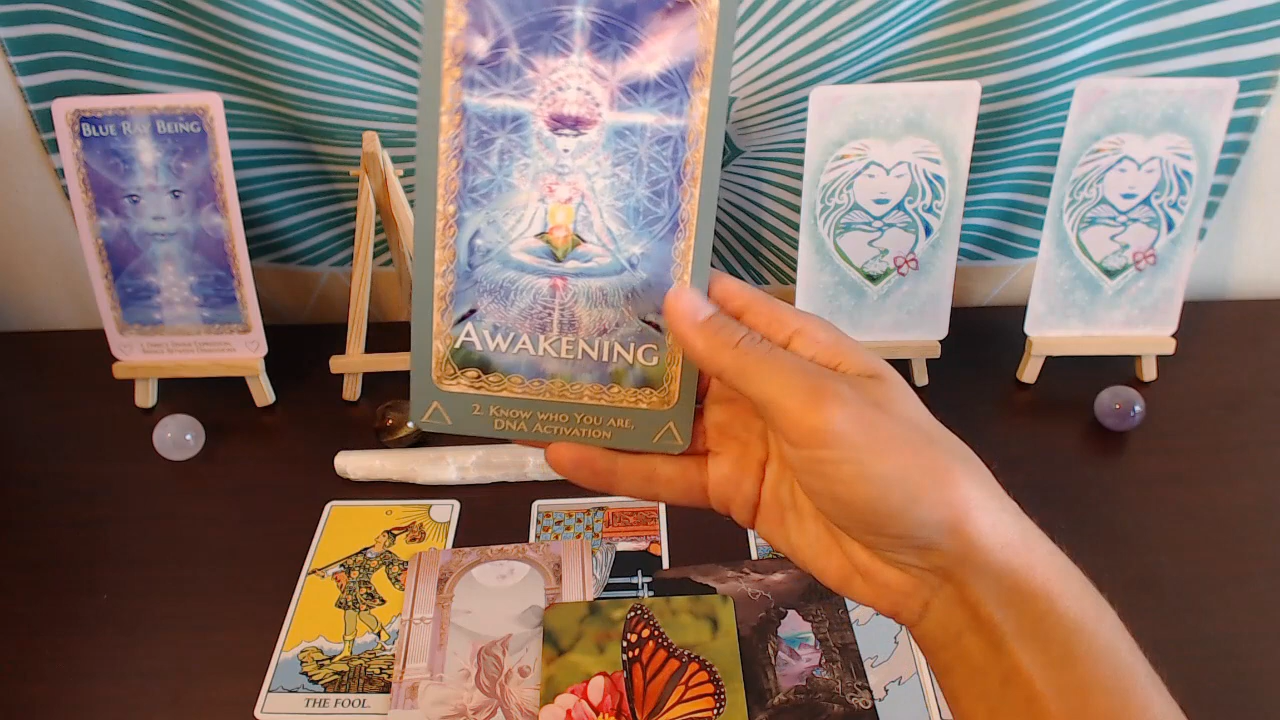 BLUE RAY BEING
AWAKENING
2. KNOW WHO YOU ARE,
DNA ACTIVATION
THE FOOL.